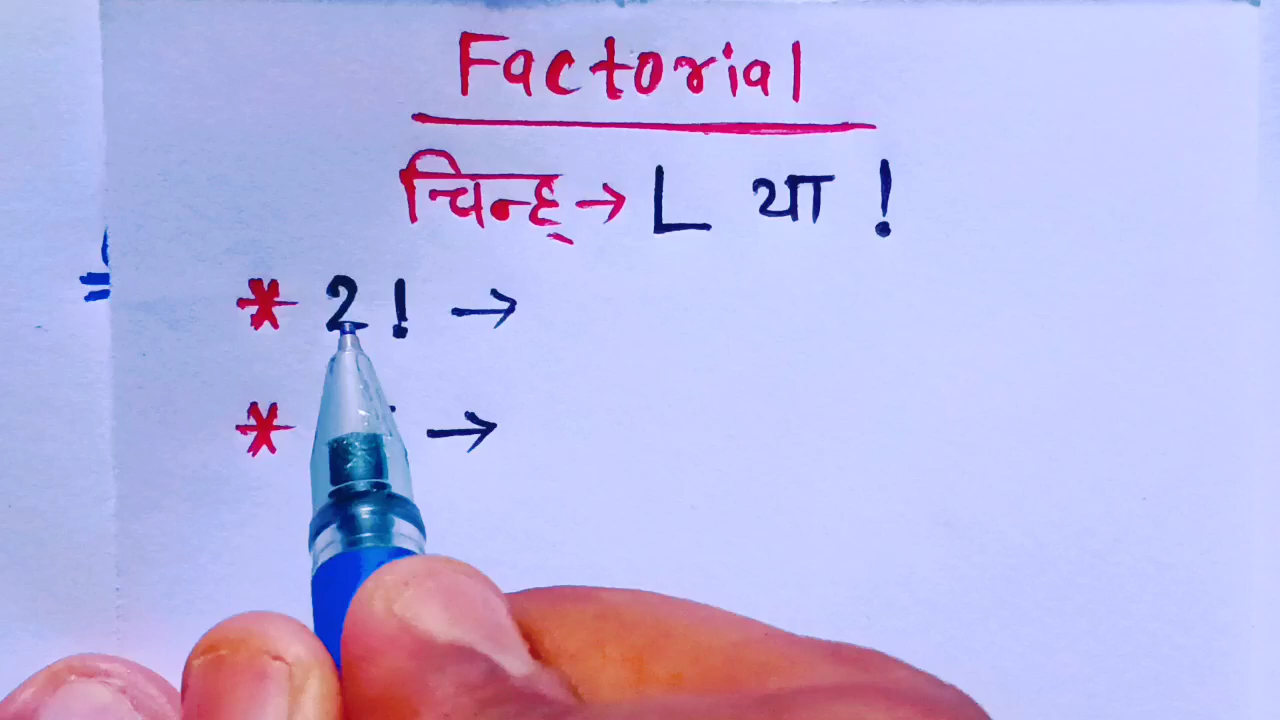 Factorial
चिन्ह् → L या !
=
* 2! →
* →